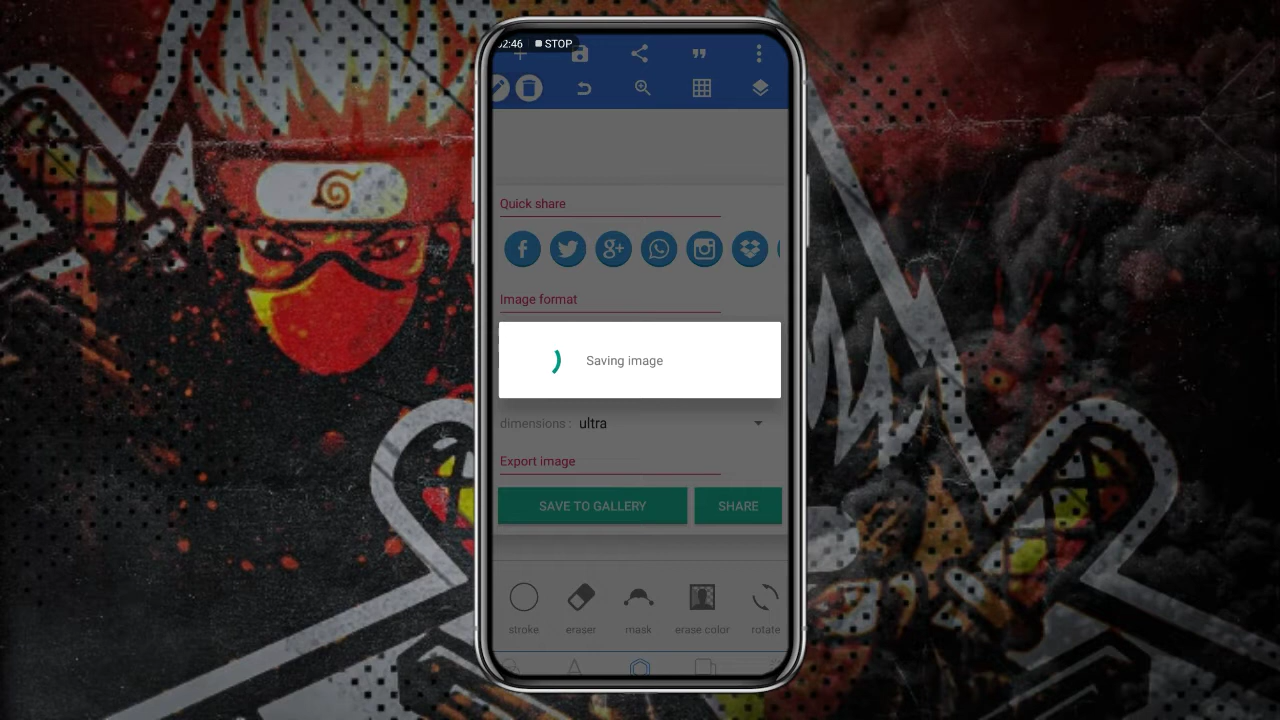 2:46 STOP
Quick share
Image format
Saving image
dimensions : ultra
Export image
SAVE TO GALLERY SHARE
stroke eraser mask erase color rotate